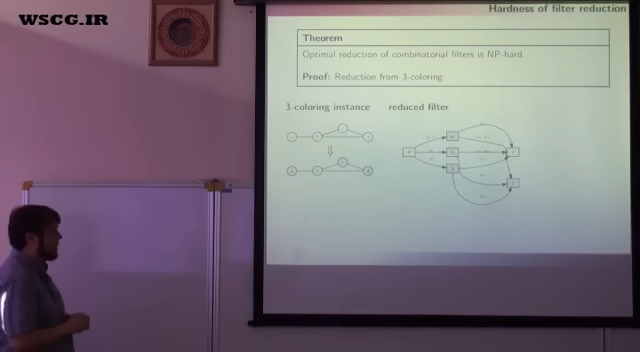 WSCG.IR
Hardness of filter reduction
Theorem
Optimal reduction of combinatorial filters is NP-hard.
Proof: Reduction from 3-coloring
3-coloring instance reduced filter